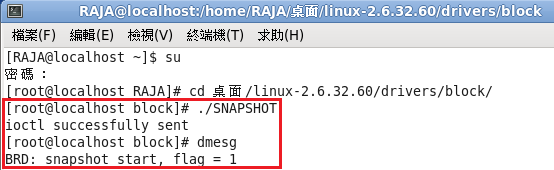 RAJA@localhost:/home/RAJA/桌面/linux-2.6.32.60/drivers/block
檔案(F) 編輯(E) 檢視(V) 終端機(T) 求助(H)
[RAJA@localhost ~]$ su
密碼：
[root@localhost RAJA]# cd 桌面/linux-2.6.32.60/drivers/block/
[root@localhost block]# ./SNAPSHOT
ioctl successfully sent
[root@localhost block]# dmesg
BRD: snapshot start, flag = 1